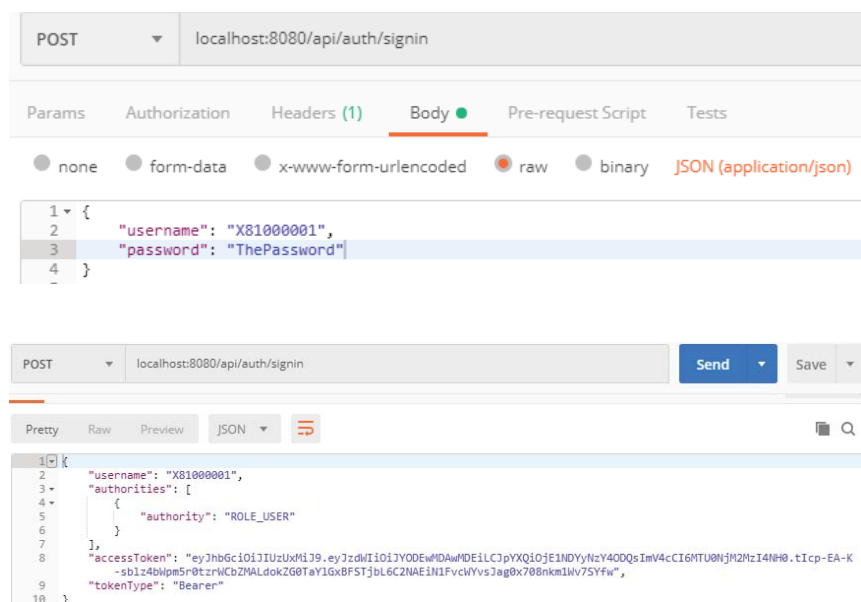 POST localhost:8080/api/auth/signin
Params Authorization Headers (1) Body Pre-request Script Tests
none form-data x-www-form-urlencoded raw binary JSON (application/json)
1 {
2 "username": "X81000001",
3 "password": "ThePassword"
4 }
POST localhost:8080/api/auth/signin Send Save
Pretty Raw Preview JSON
1 {
2 "username": "X81000001",
3 "authorities": [
4 {
5 "authority": "ROLE_USER"
6 }
7 ],
8 "accessToken": "eyJhbGciOiJIUzUxMiJ9.eyJzdWIiOiJYODEwMDAwMDEiLCJpYXQiOjE1NDYyNzY4ODQsImV4cCI6MTU0NjM2MzI4NH0.tIcp-EA-K
-sblz4bWpm5r0tzrWCbZMALdokZG0TaYlGxBFSTjbL6C2NAEiN1FvcWYvsJag0x708nkm1Wv7SYfw",
9 "tokenType": "Bearer"
10 }